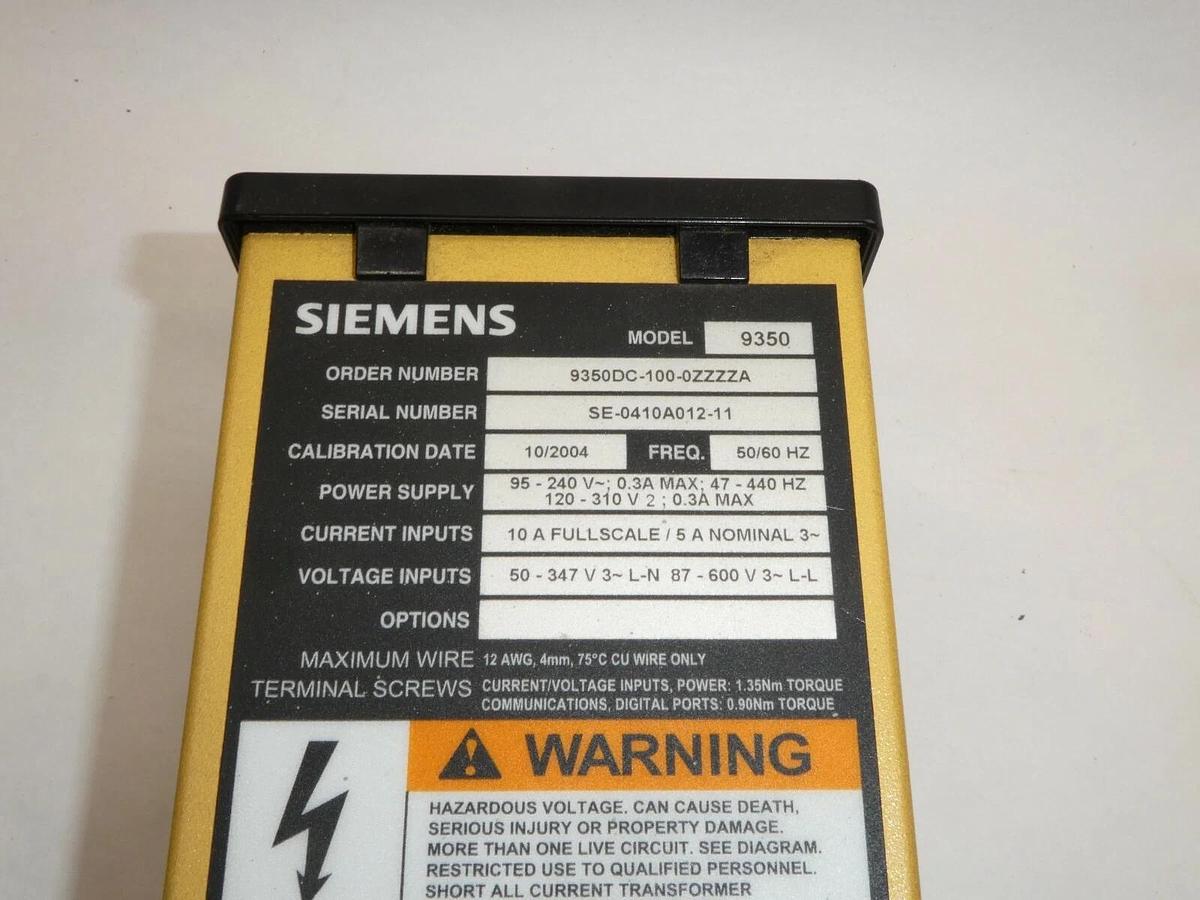 SIEMENS
MODEL 9350
ORDER NUMBER 9350DC-100-0ZZZZA
SERIAL NUMBER SE-0410A012-11
CALIBRATION DATE 10/2004 FREQ. 50/60 HZ
POWER SUPPLY 95 - 240 V~; 0.3A MAX; 47 - 440 HZ
120 - 310 V 2 ; 0.3A MAX
CURRENT INPUTS 10 A FULLSCALE / 5 A NOMINAL 3~
VOLTAGE INPUTS 50 - 347 V 3~ L-N 87 - 600 V 3~ L-L
OPTIONS
MAXIMUM WIRE 12 AWG, 4mm, 75°C CU WIRE ONLY
TERMINAL SCREWS CURRENT/VOLTAGE INPUTS, POWER: 1.35Nm TORQUE
COMMUNICATIONS, DIGITAL PORTS: 0.90Nm TORQUE
WARNING
HAZARDOUS VOLTAGE. CAN CAUSE DEATH,
SERIOUS INJURY OR PROPERTY DAMAGE.
MORE THAN ONE LIVE CIRCUIT. SEE DIAGRAM.
RESTRICTED USE TO QUALIFIED PERSONNEL.
SHORT ALL CURRENT TRANSFORMER